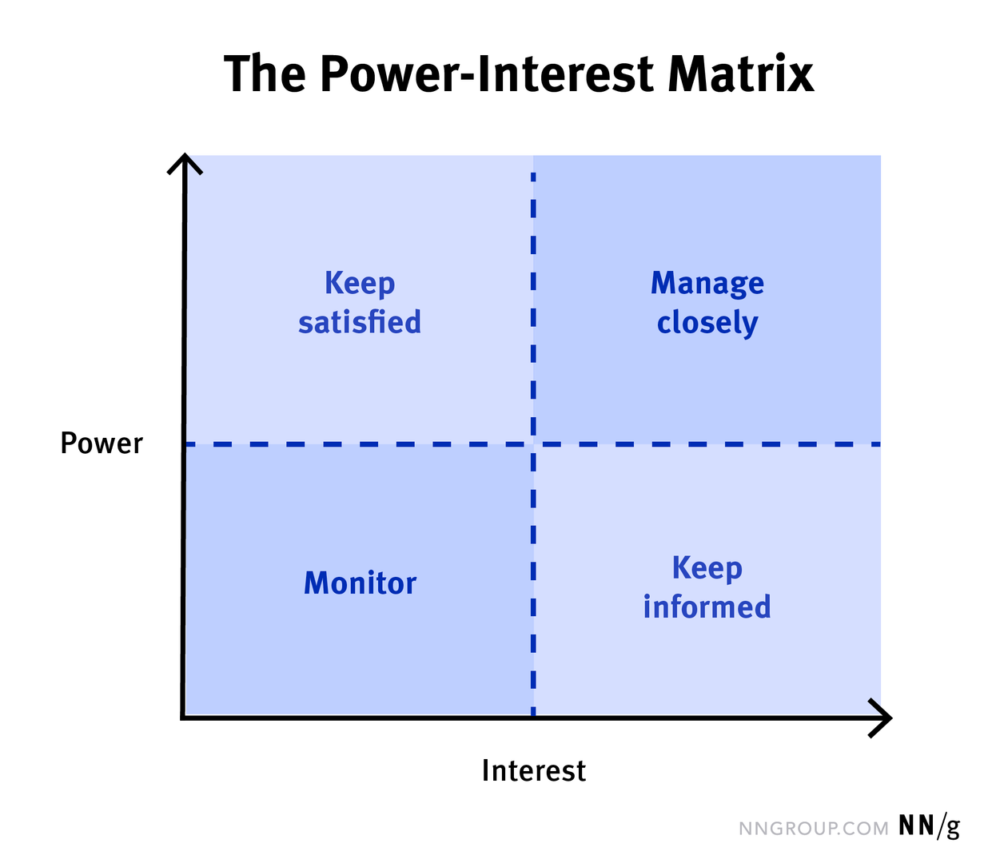 The Power-Interest Matrix
Keep
satisfied
Manage
closely
Power
Monitor
Keep
informed
Interest
NNGROUP.COM NN/g